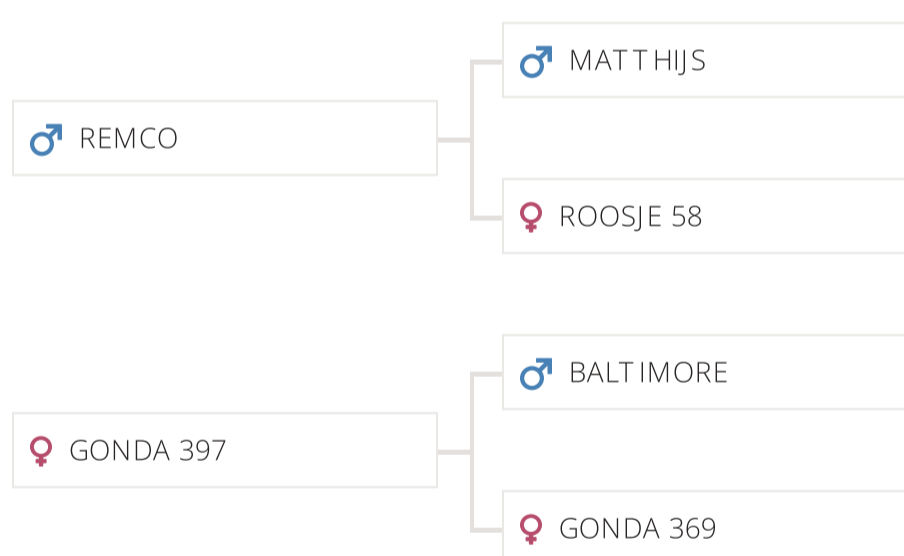 MATTHIJS
REMCO
ROOSJE 58
BALTIMORE
GONDA 397
GONDA 369